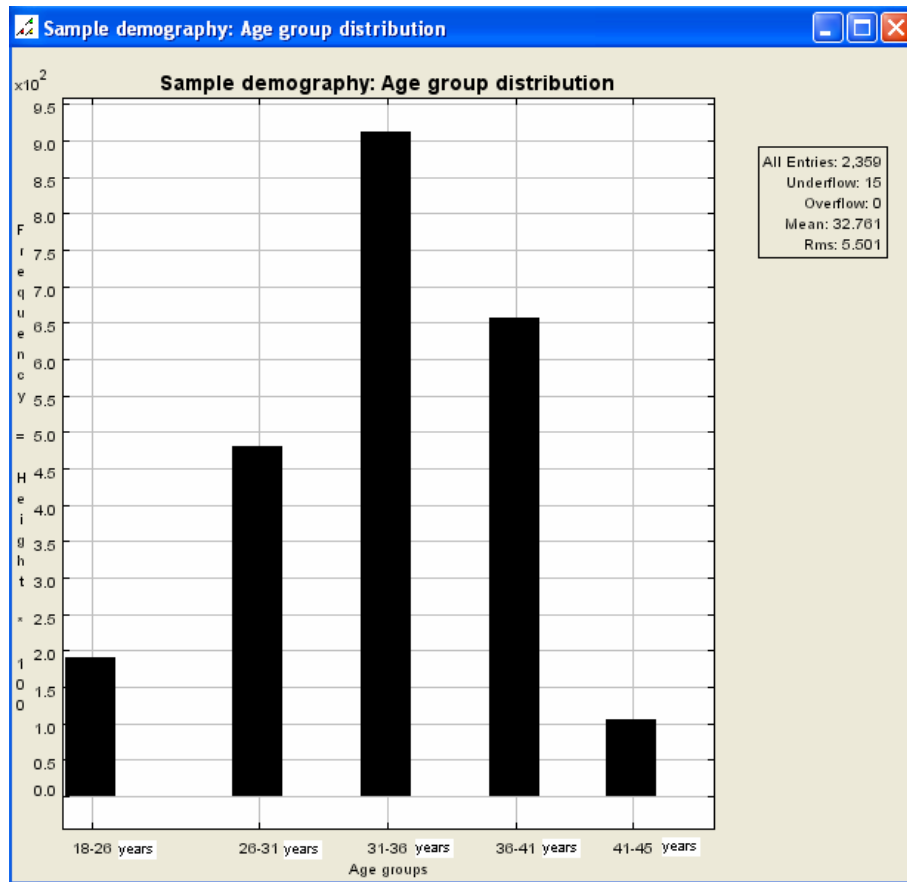 Sample demography: Age group distribution
Sample demography: Age group distribution
x10^2
9.5
9.0
8.5
8.0
7.5
7.0
6.5
6.0
5.5
5.0
4.5
4.0
3.5
3.0
2.5
2.0
1.5
1.0
0.5
0.0
Frequency = Height * 100
All Entries: 2,359
Underflow: 15
Overflow: 0
Mean: 32.761
Rms: 5.501
18-26 years 26-31 years 31-36 years 36-41 years 41-45 years
Age groups